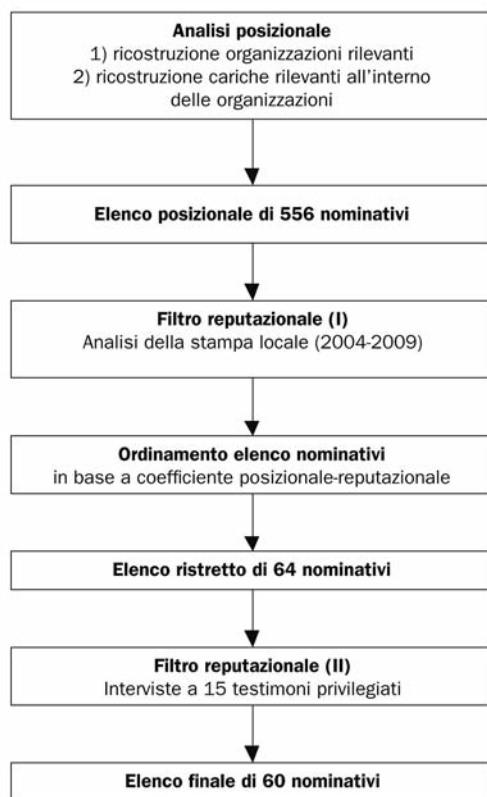 Analisi posizionale
1) ricostruzione organizzazioni rilevanti
2) ricostruzione cariche rilevanti all'interno
delle organizzazioni
Elenco posizionale di 556 nominativi
Filtro reputazionale (I)
Analisi della stampa locale (2004-2009)
Ordinamento elenco nominativi
in base a coefficiente posizionale-reputazionale
Elenco ristretto di 64 nominativi
Filtro reputazionale (II)
Interviste a 15 testimoni privilegiati
Elenco finale di 60 nominativi